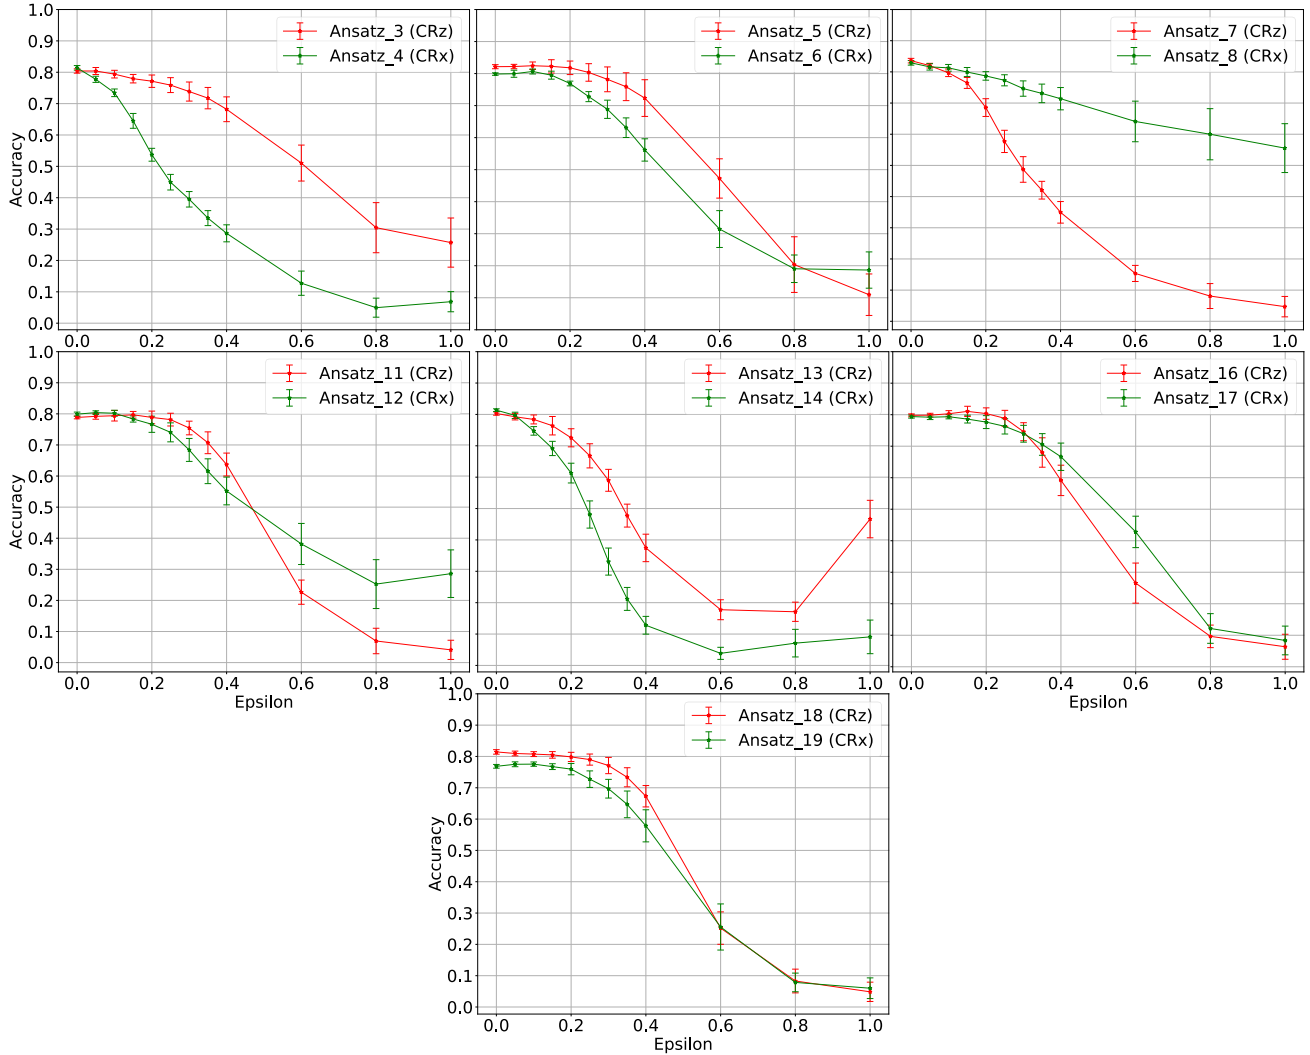 1.0
0.9
0.8
0.7
0.6
0.5
0.4
0.3
0.2
0.1
0.0
Accuracy
Ansatz_3 (CRz)
Ansatz_4 (CRx)
0.0 0.2 0.4 0.6 0.8 1.0
Ansatz_5 (CRz)
Ansatz_6 (CRx)
0.0 0.2 0.4 0.6 0.8 1.0
Ansatz_7 (CRz)
Ansatz_8 (CRx)
0.0 0.2 0.4 0.6 0.8 1.0
1.0
0.9
0.8
0.7
0.6
0.5
0.4
0.3
0.2
0.1
0.0
Accuracy
Ansatz_11 (CRz)
Ansatz_12 (CRx)
0.0 0.2 0.4 0.6 0.8 1.0
Epsilon
Ansatz_13 (CRz)
Ansatz_14 (CRx)
0.0 0.2 0.4 0.6 0.8 1.0
Ansatz_16 (CRz)
Ansatz_17 (CRx)
0.0 0.2 0.4 0.6 0.8 1.0
Epsilon
1.0
0.9
0.8
0.7
0.6
0.5
0.4
0.3
0.2
0.1
0.0
Accuracy
Ansatz_18 (CRz)
Ansatz_19 (CRx)
0.0 0.2 0.4 0.6 0.8 1.0
Epsilon